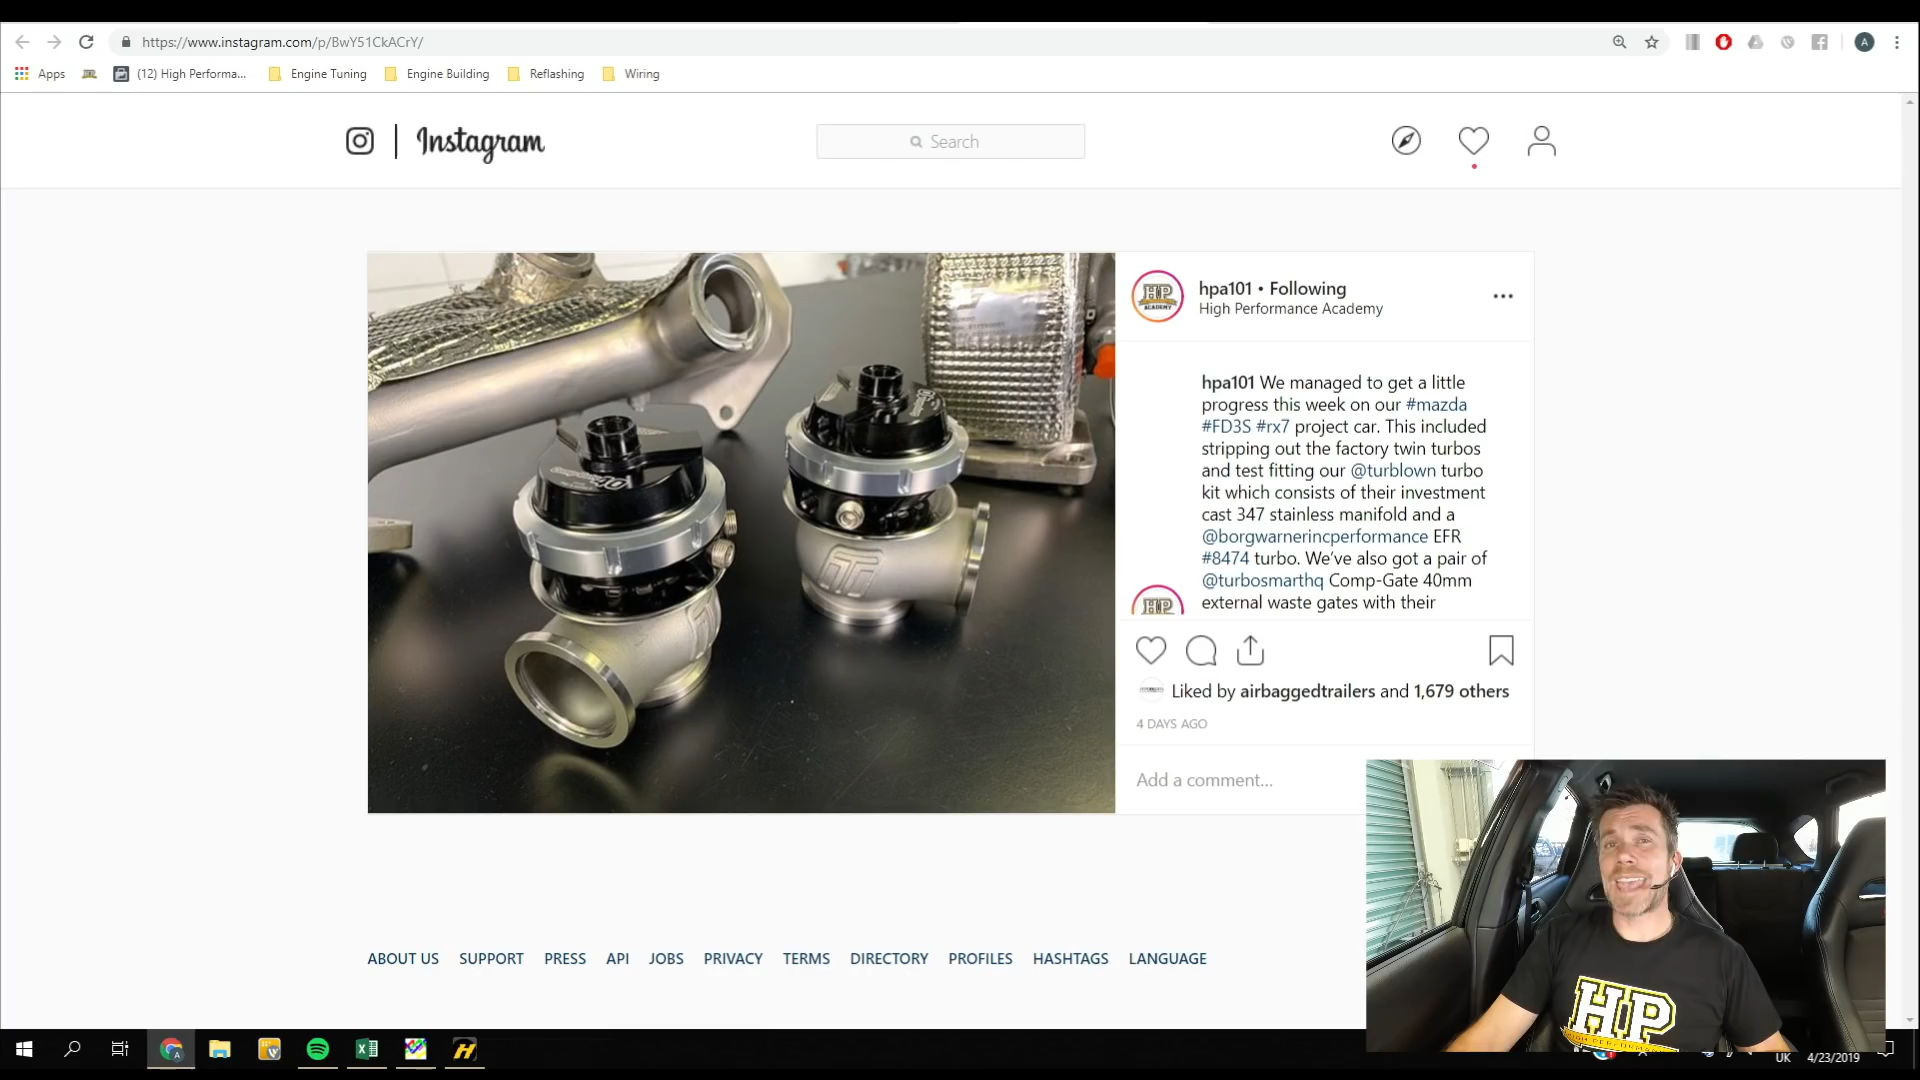 https://www.instagram.com/p/BwY51CkACrY/
A
Apps
(12) High Performa...
Engine Tuning
Engine Building
Reflashing
Wiring
Instagram
Search
hpa101 • Following
High Performance Academy
HP
ACADEMY
hpa101 We managed to get a little
progress this week on our #mazda
#FD3S #rx7 project car. This included
stripping out the factory twin turbos
and test fitting our @turblown turbo
kit which consists of their investment
cast 347 stainless manifold and a
@borgwarnerincperformance EFR
#8474 turbo. We've also got a pair of
@turbosmarthq Comp-Gate 40mm
external waste gates with their
HP
Liked by airbaggedtrailers and 1,679 others
4 DAYS AGO
Add a comment...
ABOUT US
SUPPORT
PRESS
API
JOBS
PRIVACY
TERMS
DIRECTORY
PROFILES
HASHTAGS
LANGUAGE
HP
UK
4/23/2019